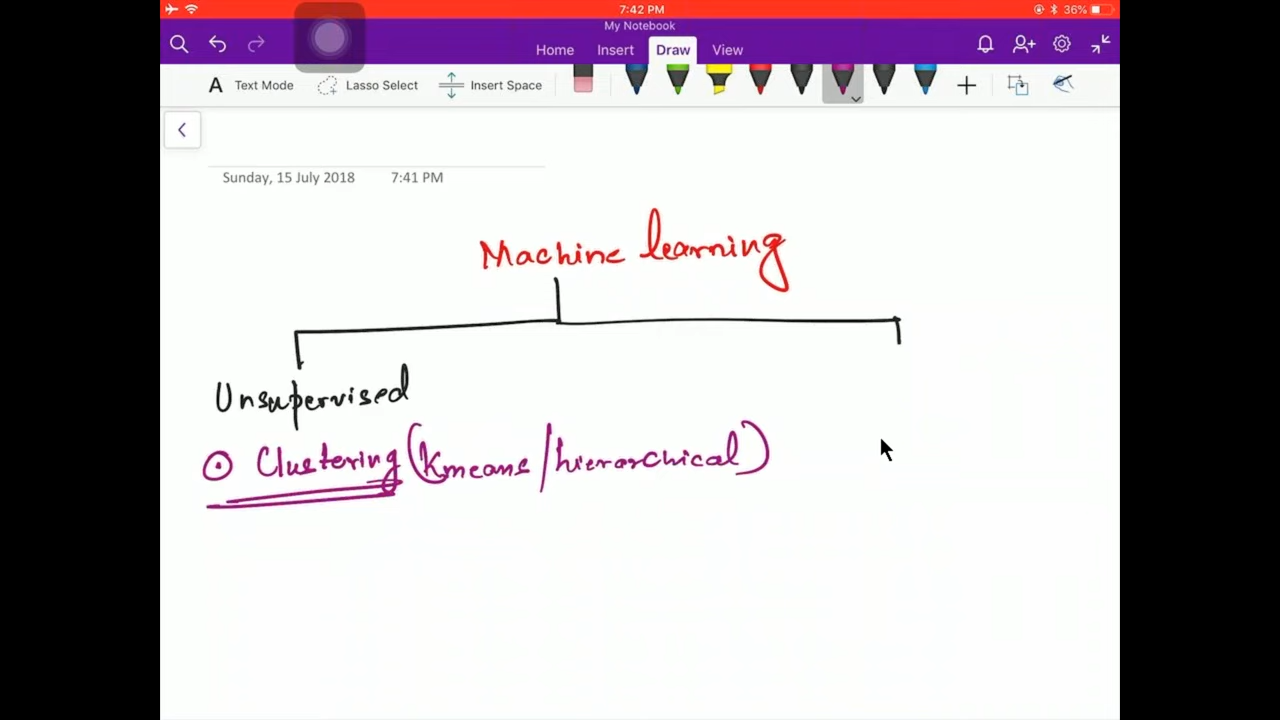 7:42 PM
36%
My Notebook
Home Insert Draw View
A Text Mode Lasso Select Insert Space
Sunday, 15 July 2018 7:41 PM
Machine learning
Unsupervised
Clustering (Kmeans/hierarchical)